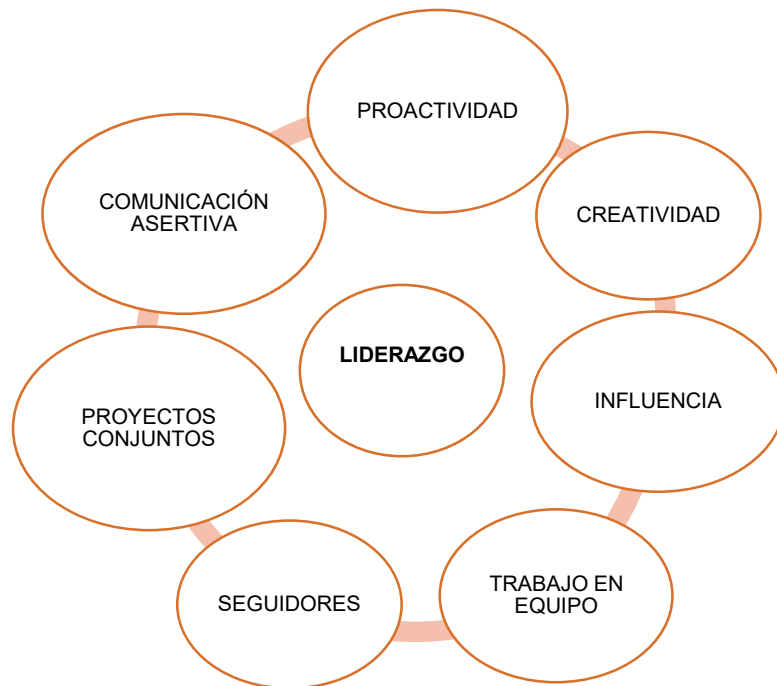 PROACTIVIDAD
COMUNICACIÓN
ASERTIVA
CREATIVIDAD
LIDERAZGO
INFLUENCIA
PROYECTOS
CONJUNTOS
SEGUIDORES
TRABAJO EN
EQUIPO